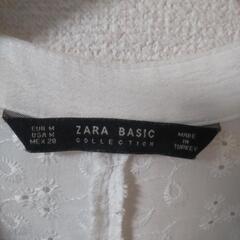 EUR M
USA M
MEX 28
ZARA BASIC
COLLECTION
MADE
IN
TURKEY